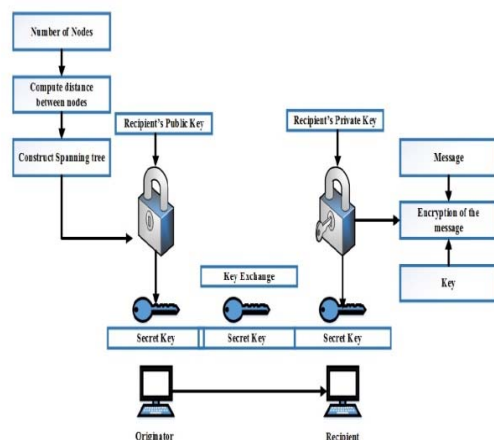 Number of Nodes
Compute distance
between nodes
Construct Spanning tree
Recipient's Public Key
Recipient's Private Key
Message
Encryption of the
message
Key
Key Exchange
Secret Key
Secret Key
Secret Key
Originator
Recipient